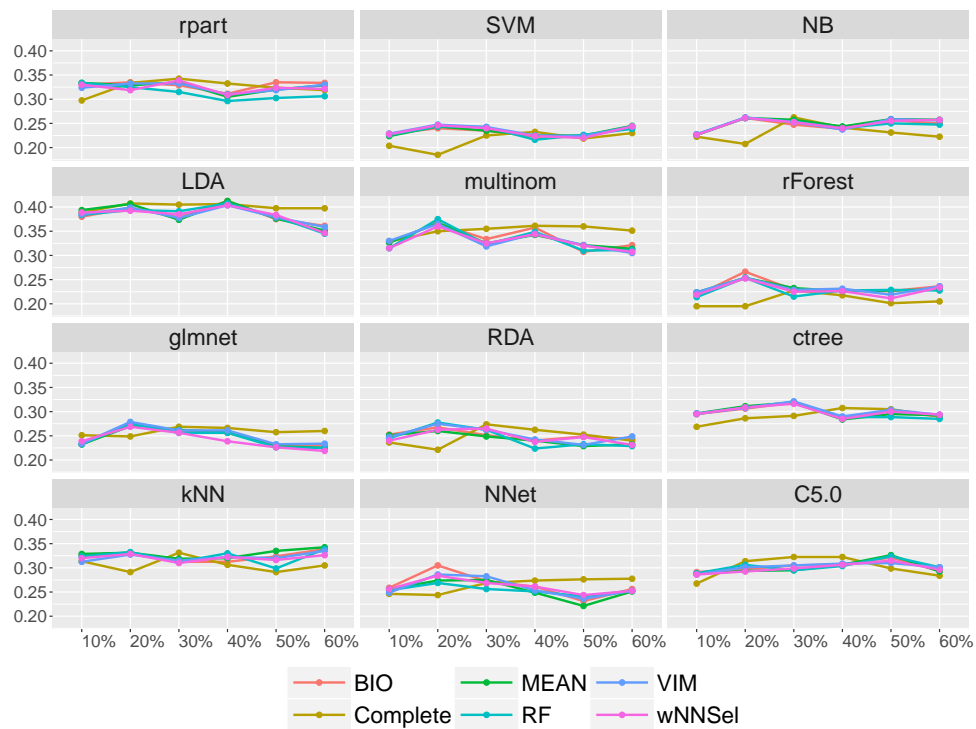 rpart SVM NB
0.40
0.35
0.30
0.25
0.20
LDA multinom rForest
0.40
0.35
0.30
0.25
0.20
glmnet RDA ctree
0.40
0.35
0.30
0.25
0.20
kNN NNet C5.0
0.40
0.35
0.30
0.25
0.20
10% 20% 30% 40% 50% 60% 10% 20% 30% 40% 50% 60% 10% 20% 30% 40% 50% 60%
BIO MEAN VIM
Complete RF wNNSel